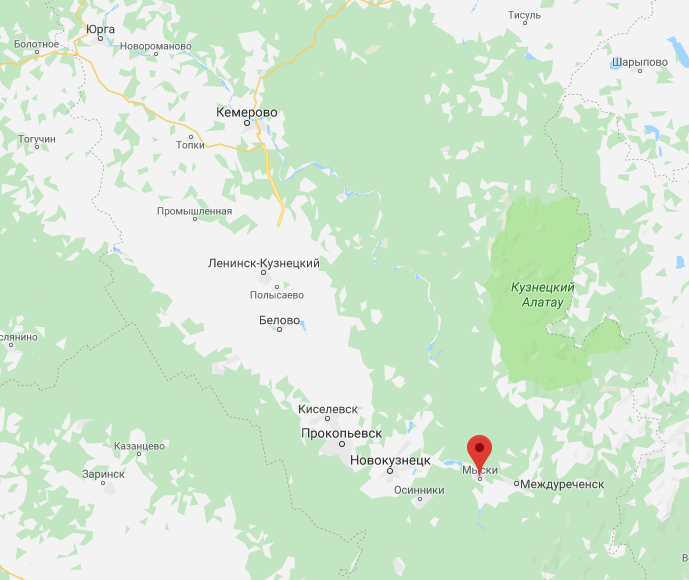 Тисуль
Юрга
Болотное
Новороманово
Шарыпово
Кемерово
Тогучин
Топки
Промышленная
Ленинск-Кузнецкий
Кузнецкий
Алатау
Полысаево
Белово
слянино
Киселевск
Прокопьевск
Казанцево
Новокузнецк
Заринск
Мыски
Междуреченск
Осинники
В